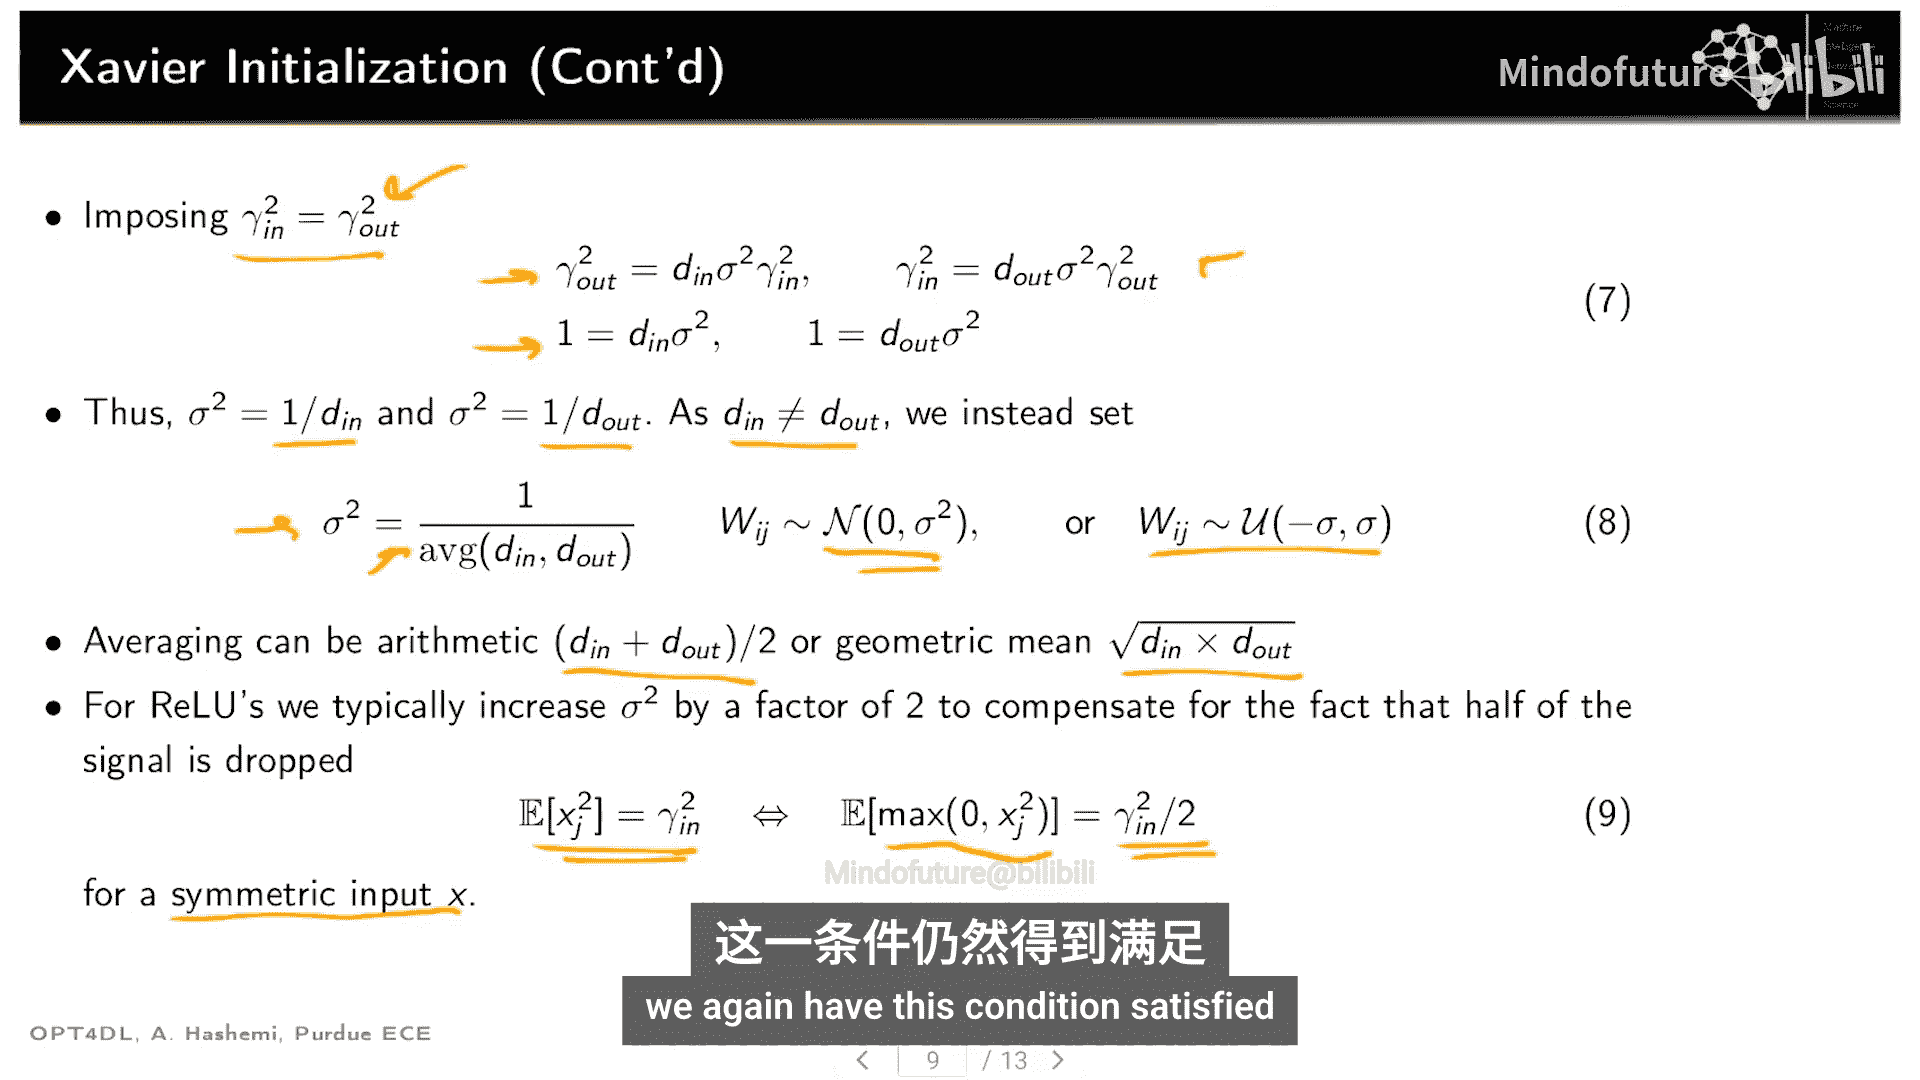 Xavier Initialization (Cont'd)
Mindofuture bilibili
• Imposing γ²_in = γ²_out
γ²_out = d_in σ² γ²_in, γ²_in = d_out σ² γ²_out
(7)
1 = d_in σ², 1 = d_out σ²
• Thus, σ² = 1/d_in and σ² = 1/d_out. As d_in ≠ d_out, we instead set
σ² = 1 / avg(d_in, d_out) W_ij ∼ 𝒩(0, σ²), or W_ij ∼ 𝒰(−σ, σ) (8)
• Averaging can be arithmetic (d_in + d_out)/2 or geometric mean √(d_in × d_out)
• For ReLU's we typically increase σ² by a factor of 2 to compensate for the fact that half of the
signal is dropped
𝔼[x_j²] = γ²_in ⇔ 𝔼[max(0, x_j²)] = γ²_in/2 (9)
Mindofuture@bilibili
for a symmetric input x.
这一条件仍然得到满足
we again have this condition satisfied
OPT4DL, A. Hashemi, Purdue ECE
< 9 / 13 >